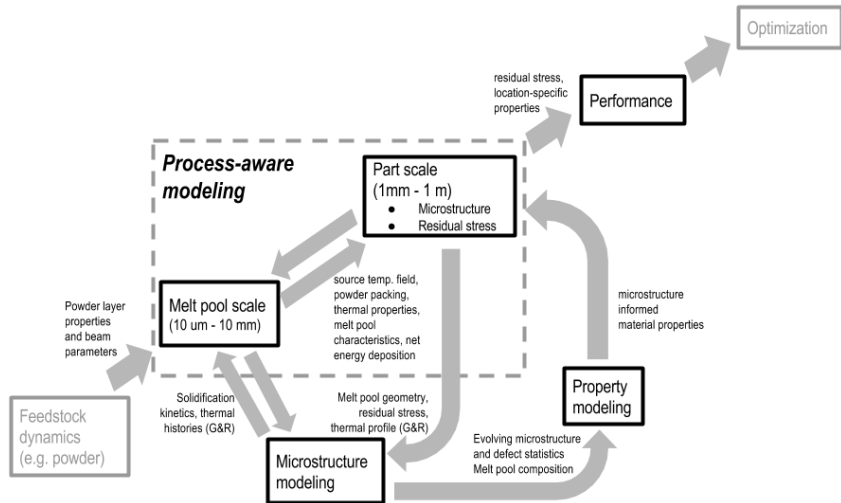 Optimization
residual stress,
location-specific
properties
Performance
Process-aware
modeling
Part scale
(1mm - 1 m)
● Microstructure
● Residual stress
Melt pool scale
(10 um - 10 mm)
source temp. field,
powder packing,
thermal properties,
melt pool
characteristics, net
energy deposition
Powder layer
properties
and beam
parameters
microstructure
informed
material properties
Feedstock
dynamics
(e.g. powder)
Solidification
kinetics, thermal
histories (G&R)
Melt pool geometry,
residual stress,
thermal profile (G&R)
Property
modeling
Microstructure
modeling
Evolving microstructure
and defect statistics
Melt pool composition